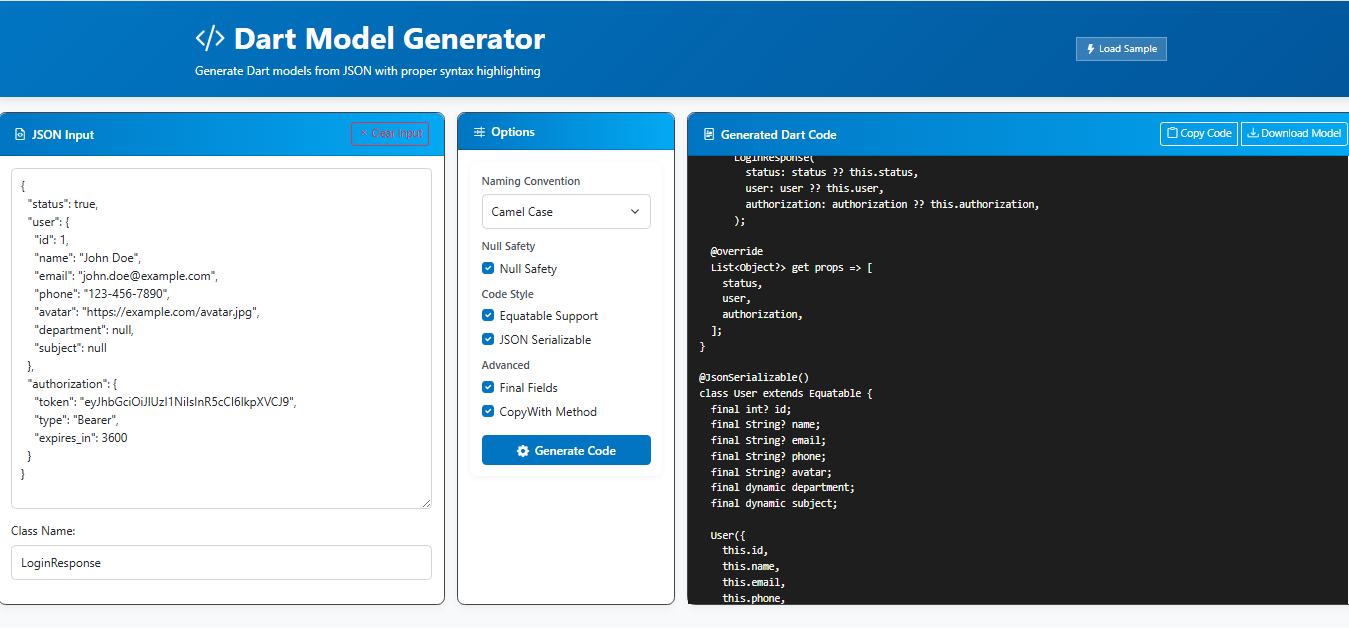 </> Dart Model Generator
Generate Dart models from JSON with proper syntax highlighting
Load Sample
JSON Input
× Clear Input
{
"status": true,
"user": {
"id": 1,
"name": "John Doe",
"email": "john.doe@example.com",
"phone": "123-456-7890",
"avatar": "https://example.com/avatar.jpg",
"department": null,
"subject": null
},
"authorization": {
"token": "eyJhbGciOiJIUzI1NiIsInR5cCI6IkpXVCJ9",
"type": "Bearer",
"expires_in": 3600
}
}
Class Name:
LoginResponse
Options
Naming Convention
Camel Case
Null Safety
Null Safety
Code Style
Equatable Support
JSON Serializable
Advanced
Final Fields
CopyWith Method
Generate Code
Generated Dart Code
Copy Code
Download Model
LoginResponse(
status: status ?? this.status,
user: user ?? this.user,
authorization: authorization ?? this.authorization,
);
@override
List<Object?> get props => [
status,
user,
authorization,
];
}
@JsonSerializable()
class User extends Equatable {
final int? id;
final String? name;
final String? email;
final String? phone;
final String? avatar;
final dynamic department;
final dynamic subject;
User({
this.id,
this.name,
this.email,
this.phone,